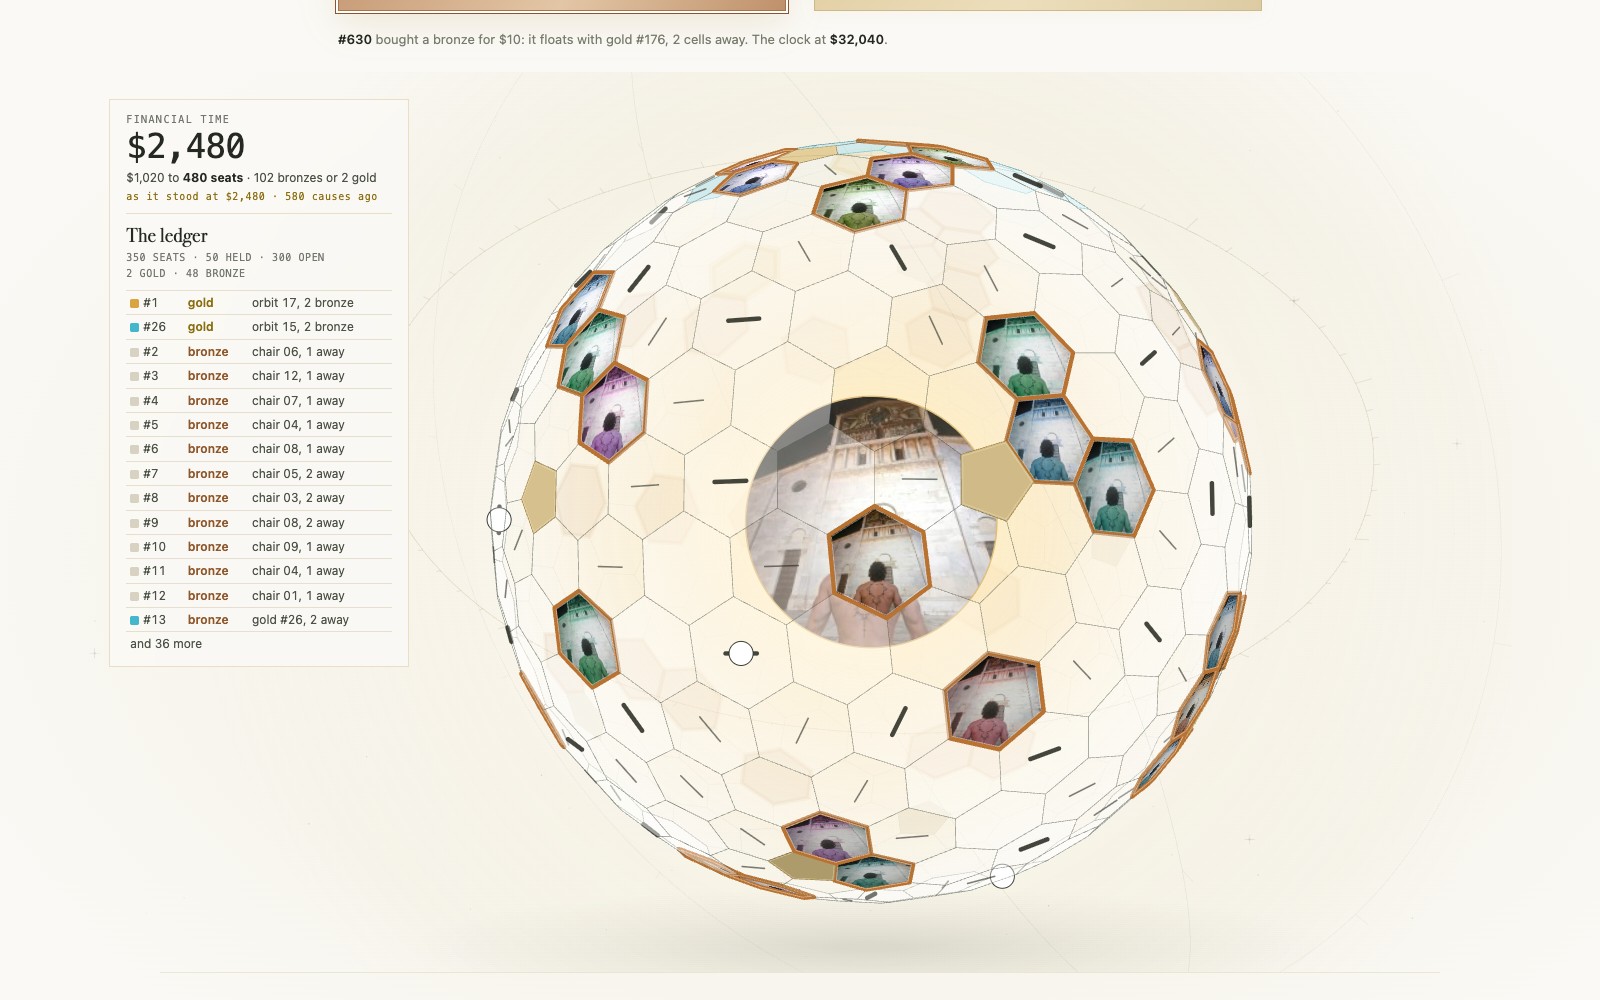 #630 bought a bronze for $10: it floats with gold #176, 2 cells away. The clock at $32,040.
FINANCIAL TIME
$2,480
$1,020 to 480 seats · 102 bronzes or 2 gold
as it stood at $2,480 · 580 causes ago
The ledger
350 SEATS · 50 HELD · 300 OPEN
2 GOLD · 48 BRONZE
#1 gold orbit 17, 2 bronze
#26 gold orbit 15, 2 bronze
#2 bronze chair 06, 1 away
#3 bronze chair 12, 1 away
#4 bronze chair 07, 1 away
#5 bronze chair 04, 1 away
#6 bronze chair 08, 1 away
#7 bronze chair 05, 2 away
#8 bronze chair 03, 2 away
#9 bronze chair 08, 2 away
#10 bronze chair 09, 1 away
#11 bronze chair 04, 1 away
#12 bronze chair 01, 1 away
#13 bronze gold #26, 2 away
and 36 more